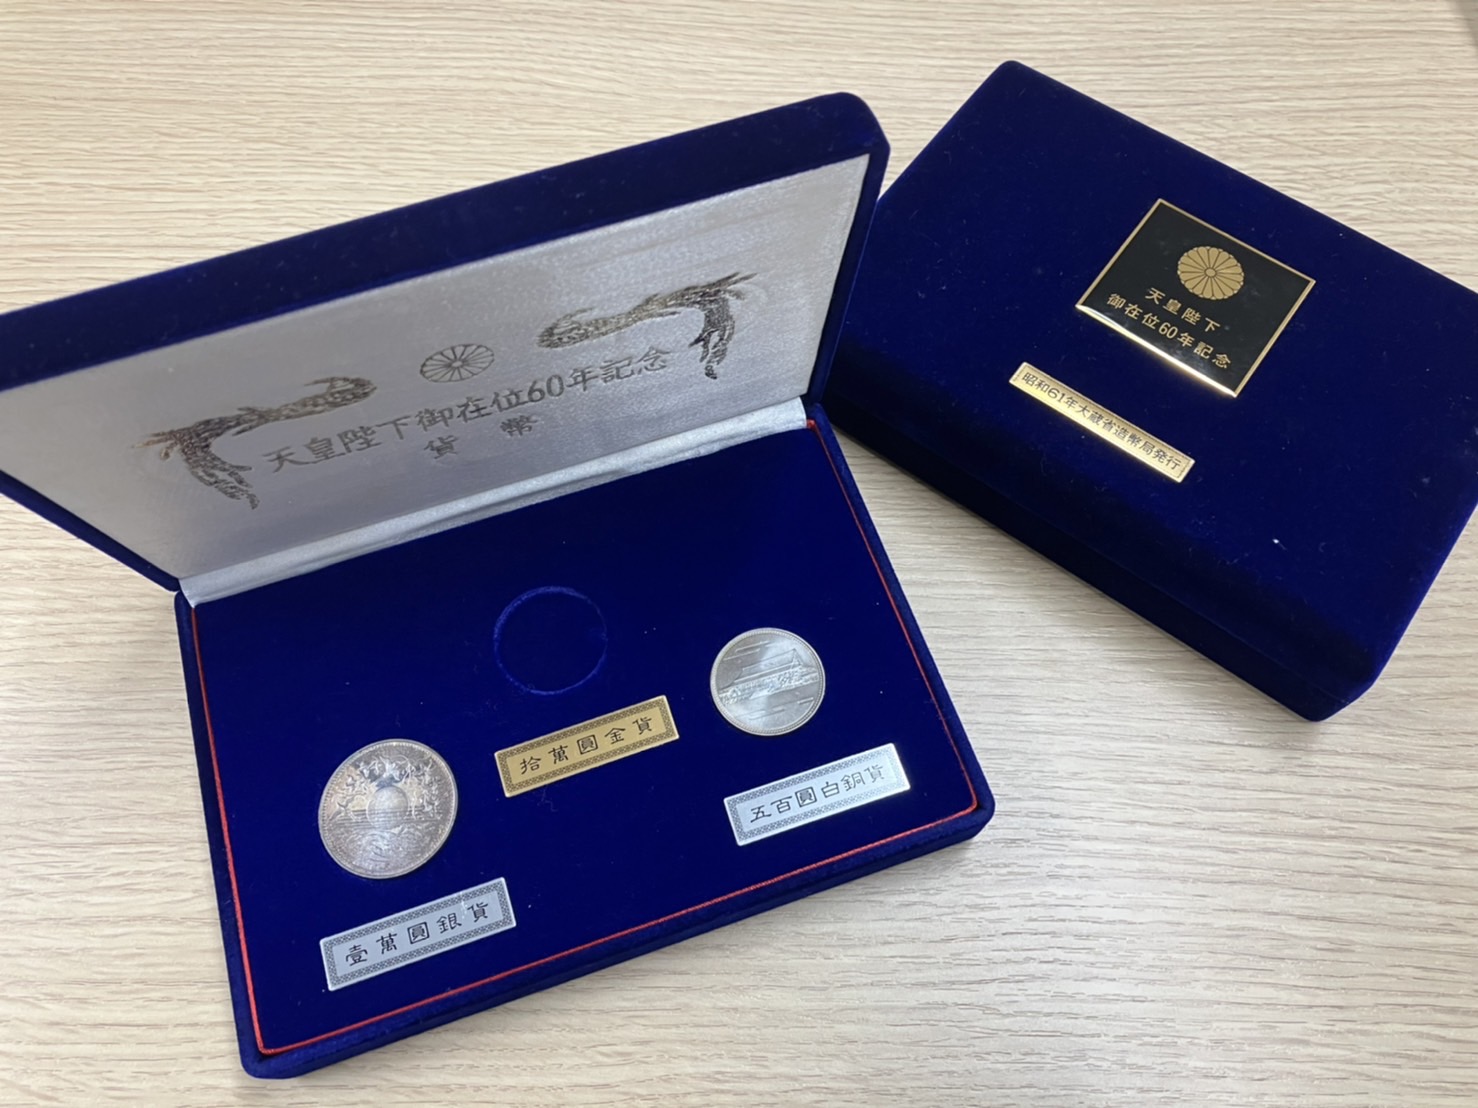 天皇陛下御在位60年記念
貨幣
拾萬圓金貨
五百圓白銅貨
壹萬圓銀貨
天皇陛下
御在位60年記念
昭和61年大蔵省造幣局発行